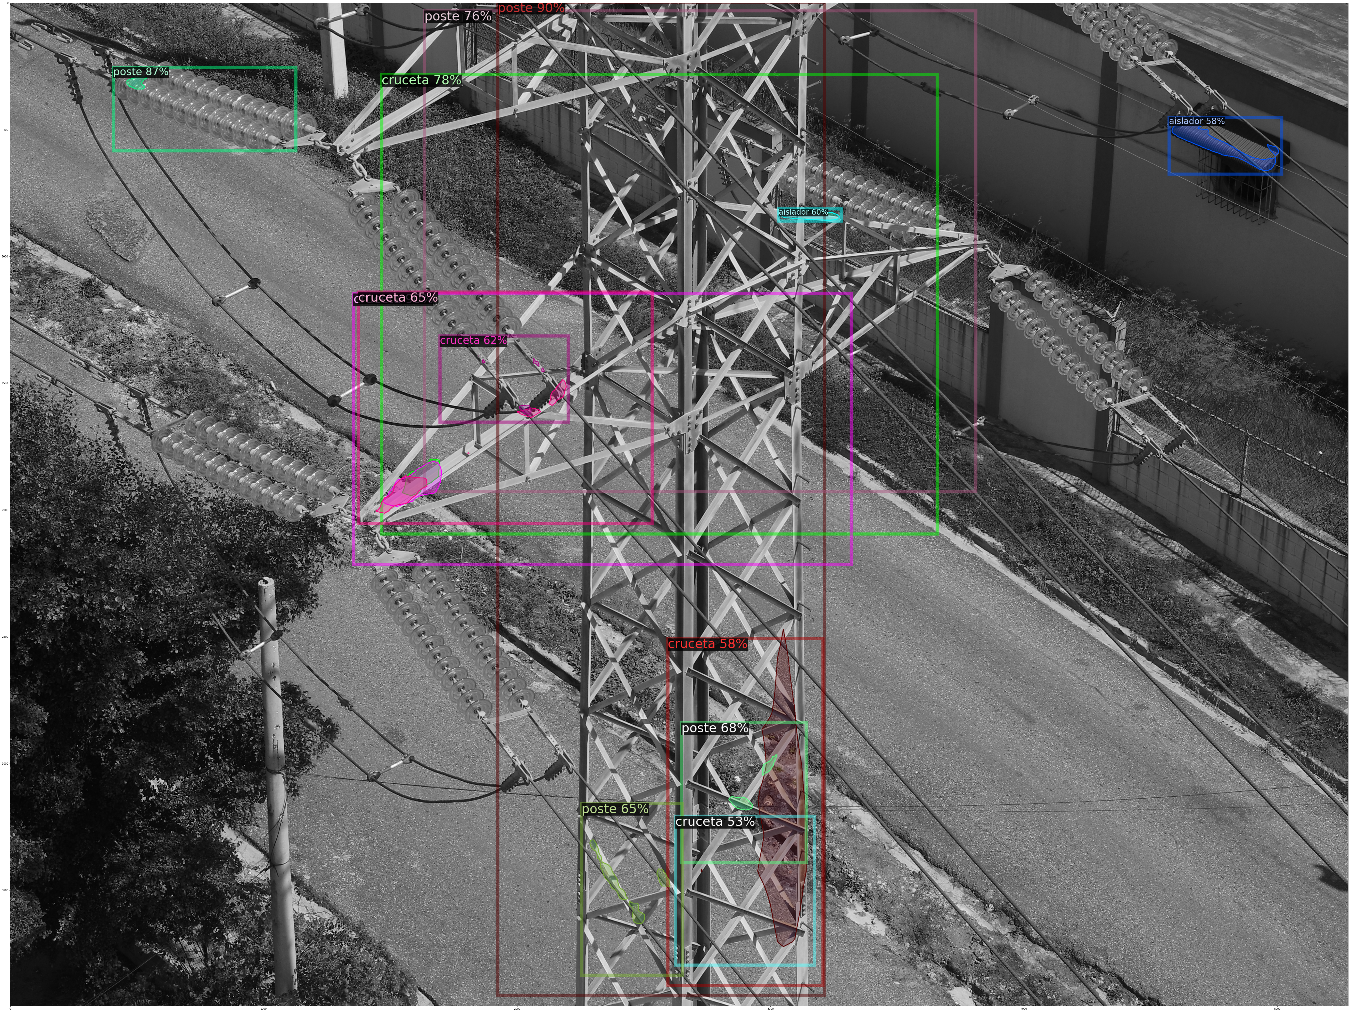 poste 76%
poste 90%
poste 87%
cruceta 78%
aislador 58%
aislador 60%
cruceta 65%
cruceta 62%
cruceta 58%
poste 68%
poste 65%
cruceta 53%